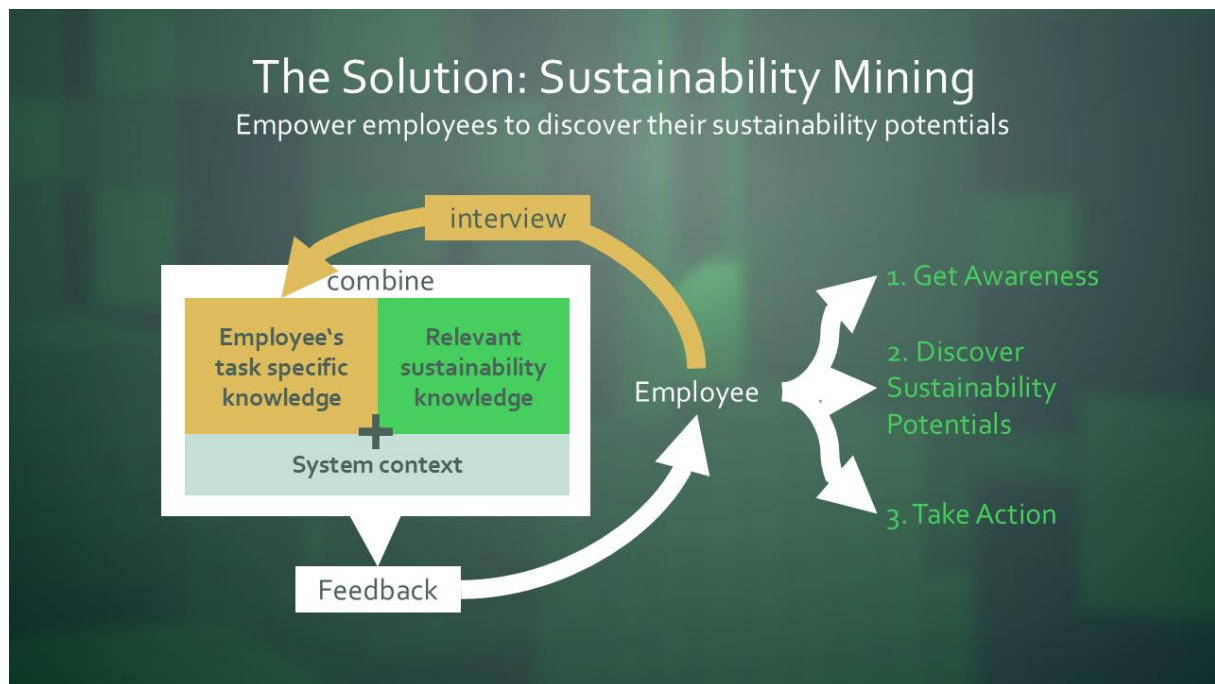 The Solution: Sustainability Mining
Empower employees to discover their sustainability potentials
interview
combine
Employee‘s
task specific
knowledge
Relevant
sustainability
knowledge
+
System context
Feedback
Employee
1. Get Awareness
2. Discover
Sustainability
Potentials
3. Take Action